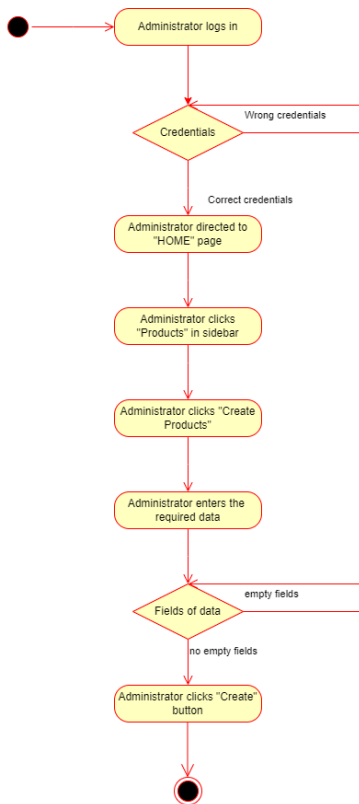 Administrator logs in
Wrong credentials
Credentials
Correct credentials
Administrator directed to
"HOME" page
Administrator clicks
"Products" in sidebar
Administrator clicks "Create
Products"
Administrator enters the
required data
empty fields
Fields of data
no empty fields
Administrator clicks "Create"
button